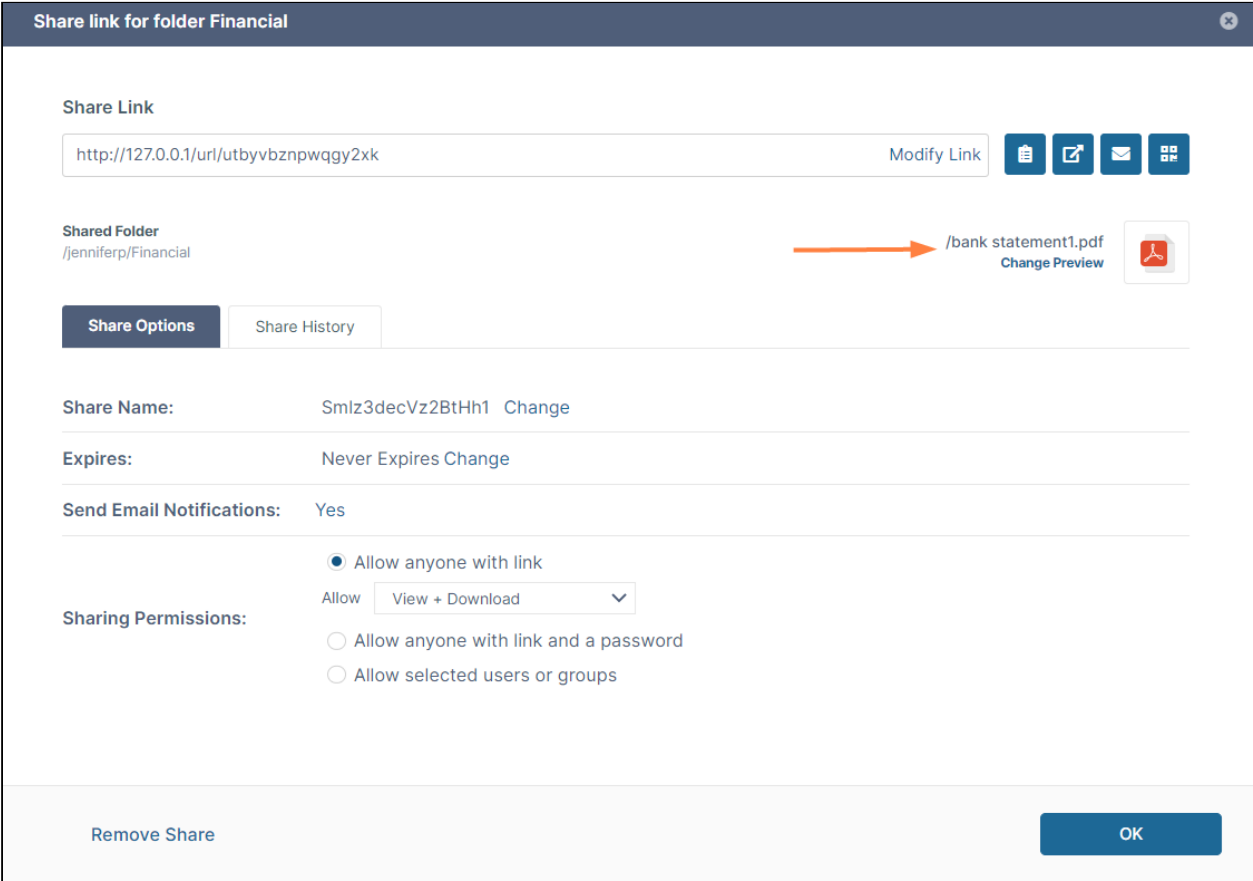 Share link for folder Financial
Share Link
http://127.0.0.1/url/utbyvbznpwqgy2xk Modify Link
Shared Folder
/jenniferp/Financial
/bank statement1.pdf
Change Preview
Share Options Share History
Share Name: Smlz3decVz2BtHh1 Change
Expires: Never Expires Change
Send Email Notifications: Yes
Allow anyone with link
Allow View + Download
Sharing Permissions:
Allow anyone with link and a password
Allow selected users or groups
Remove Share OK